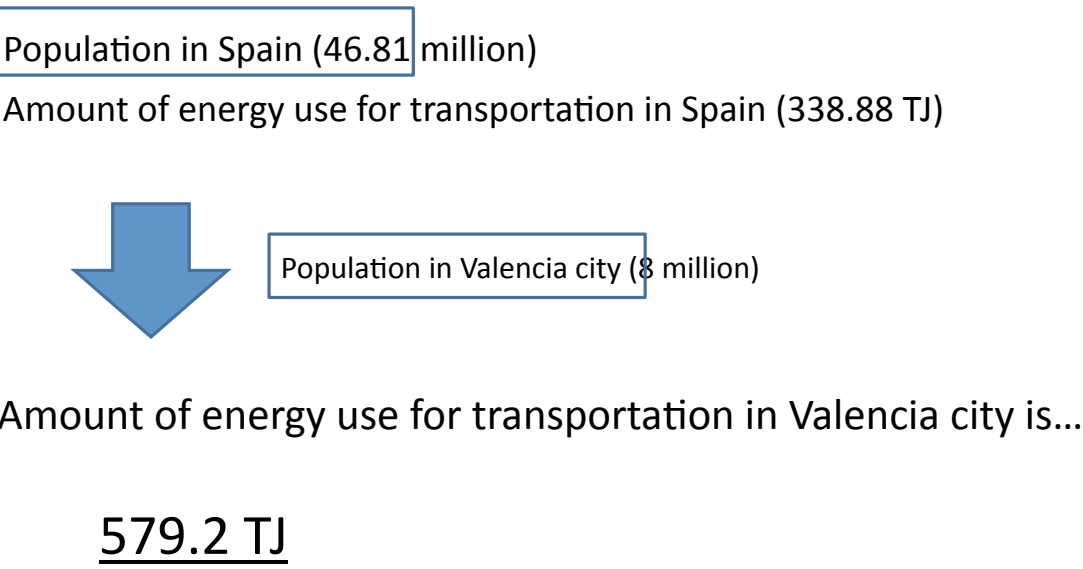 Population in Spain (46.81 million)
Amount of energy use for transportation in Spain (338.88 TJ)
Population in Valencia city (8 million)
Amount of energy use for transportation in Valencia city is…
579.2 TJ